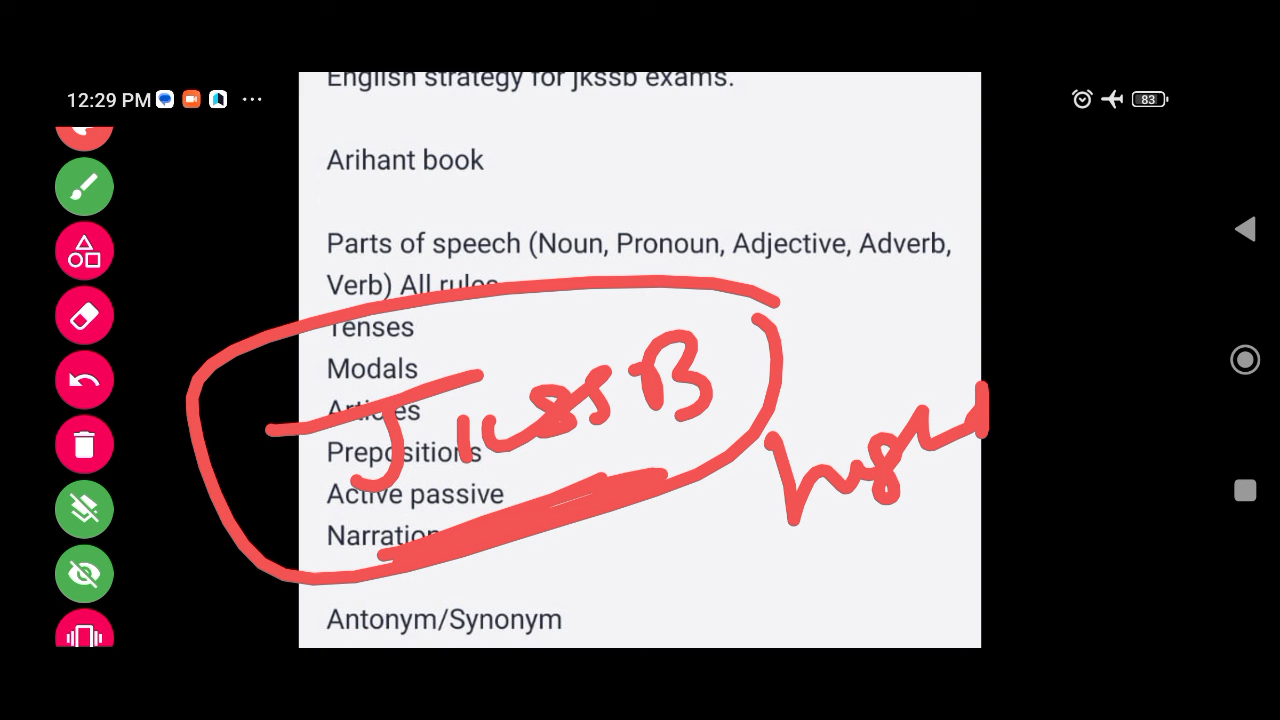 12:29 PM ...
83
English strategy for jkssb exams.
Arihant book
Parts of speech (Noun, Pronoun, Adjective, Adverb,
Verb) All rules
Tenses
Modals
Articles
JKSSB
Prepositions
Active passive
Narration
Antonym/Synonym